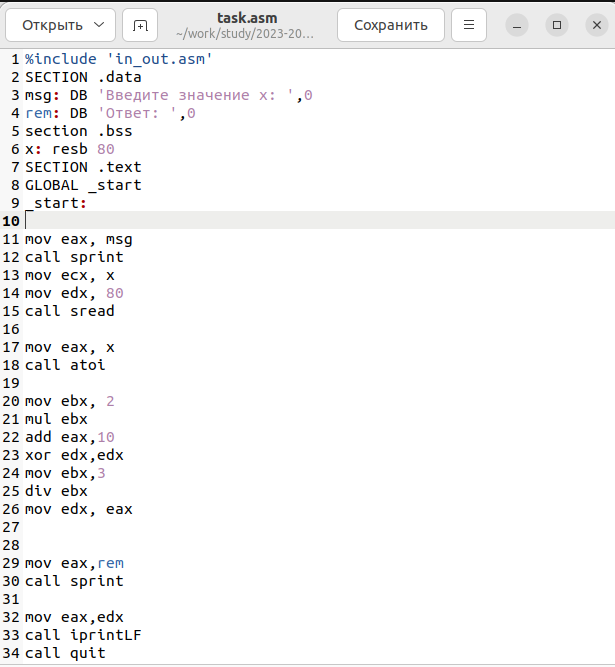 Открыть task.asm Сохранить
~/work/study/2023-20...
1 %include 'in_out.asm'
2 SECTION .data
3 msg: DB 'Введите значение x: ',0
4 rem: DB 'Ответ: ',0
5 section .bss
6 x: resb 80
7 SECTION .text
8 GLOBAL _start
9 _start:
10
11 mov eax, msg
12 call sprint
13 mov ecx, x
14 mov edx, 80
15 call sread
16
17 mov eax, x
18 call atoi
19
20 mov ebx, 2
21 mul ebx
22 add eax,10
23 xor edx,edx
24 mov ebx,3
25 div ebx
26 mov edx, eax
27
28
29 mov eax,rem
30 call sprint
31
32 mov eax,edx
33 call iprintLF
34 call quit